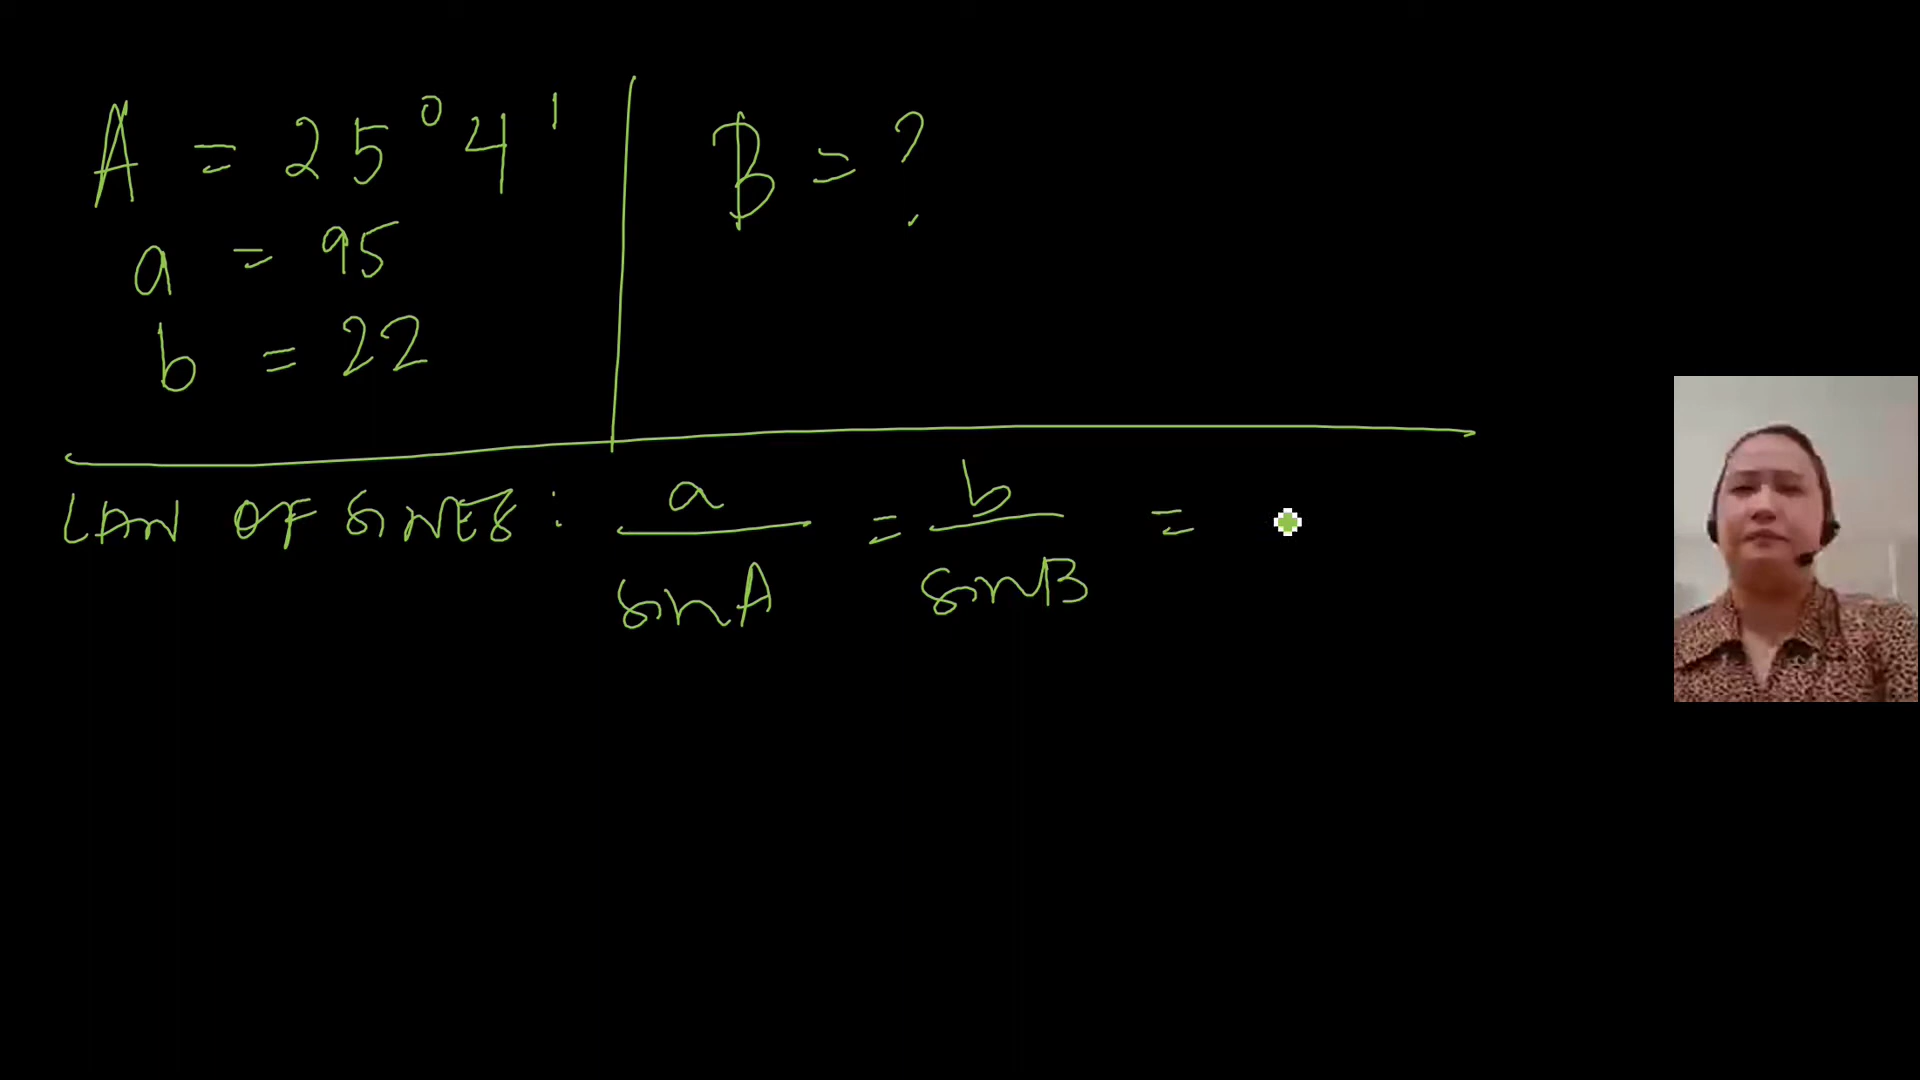 A = 25° 4'
a = 95
b = 22
B = ?
LAW OF SINES : a/sinA = b/sinB =